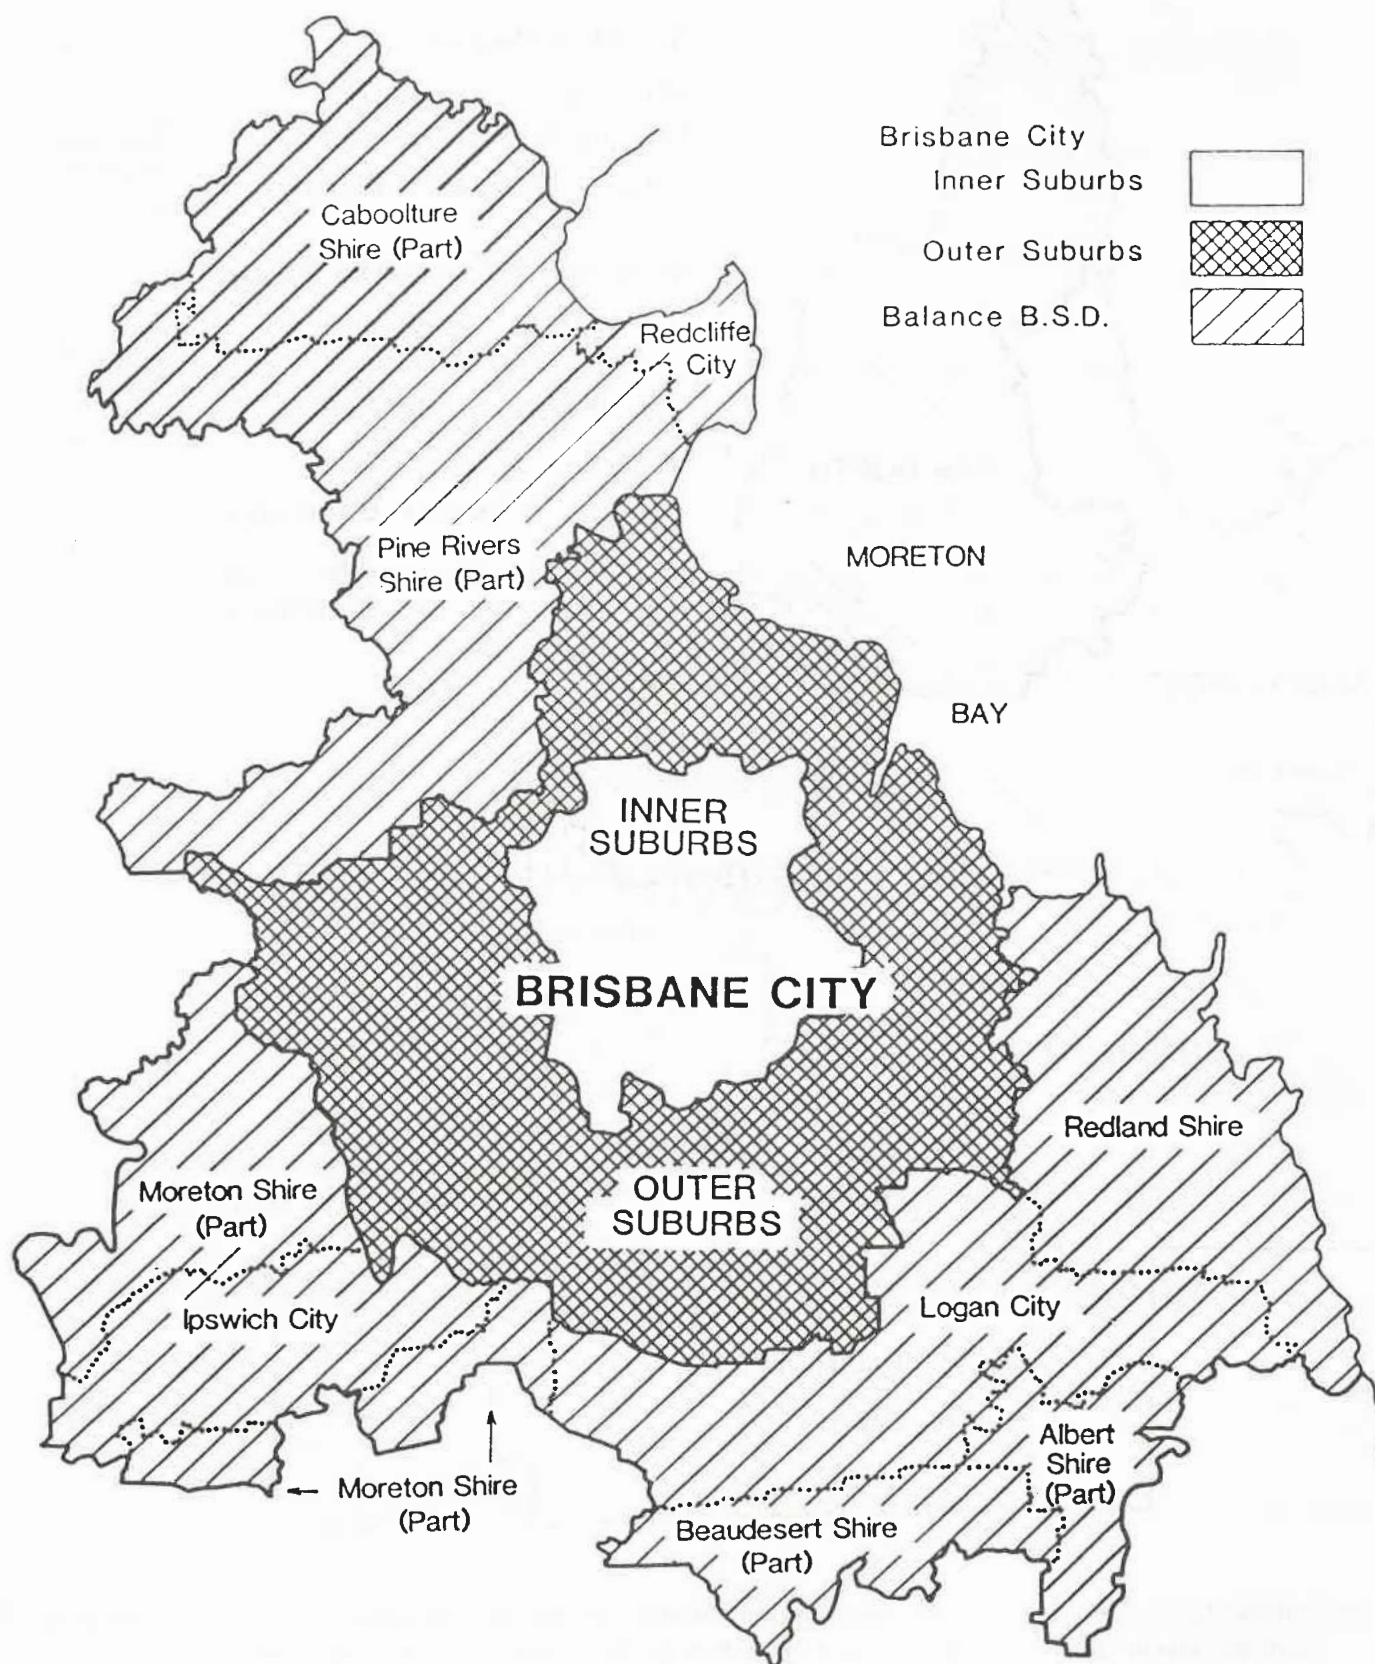 Brisbane City
Inner Suburbs
Outer Suburbs
Balance B.S.D.
Caboolture
Shire (Part)
Redcliffe
City
Pine Rivers
Shire (Part)
MORETON
BAY
INNER
SUBURBS
BRISBANE CITY
Redland Shire
Moreton Shire
(Part)
OUTER
SUBURBS
Ipswich City
Logan City
Albert
Shire
(Part)
Moreton Shire
(Part)
Beaudesert Shire
(Part)